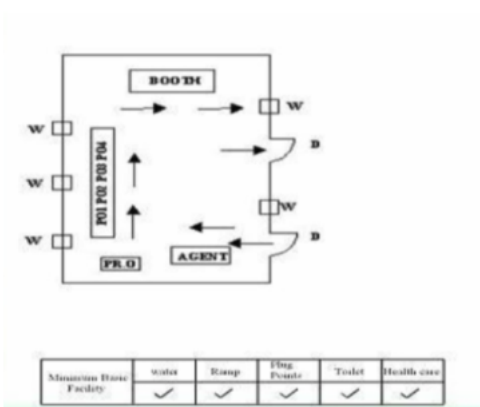 BOOTH
W
W
D
PO1 PO2 PO3 PO4
W
W
W
D
AGENT
PR.O
Minimum Basic Facility
water
Ramp
Plug Points
Toilet
Health care